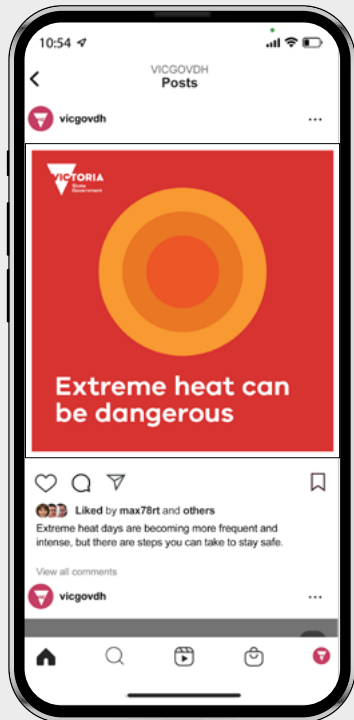 10:54
VICGOVDH
Posts
vicgovdh
VICTORIA
State
Government
Extreme heat can
be dangerous
Liked by max78rt and others
Extreme heat days are becoming more frequent and
intense, but there are steps you can take to stay safe.
View all comments
vicgovdh